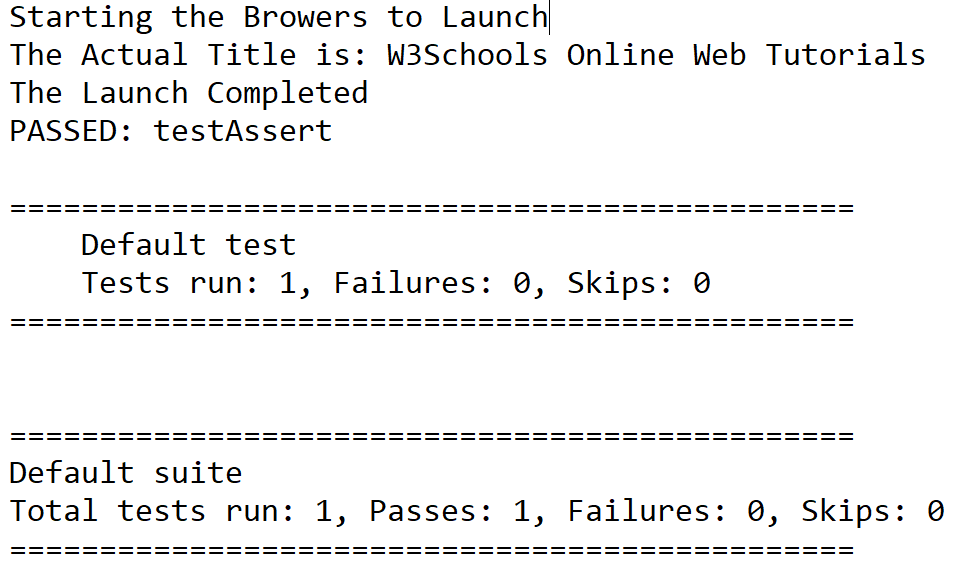 Starting the Browers to Launch
The Actual Title is: W3Schools Online Web Tutorials
The Launch Completed
PASSED: testAssert
===============================================
Default test
Tests run: 1, Failures: 0, Skips: 0
===============================================
===============================================
Default suite
Total tests run: 1, Passes: 1, Failures: 0, Skips: 0
===============================================